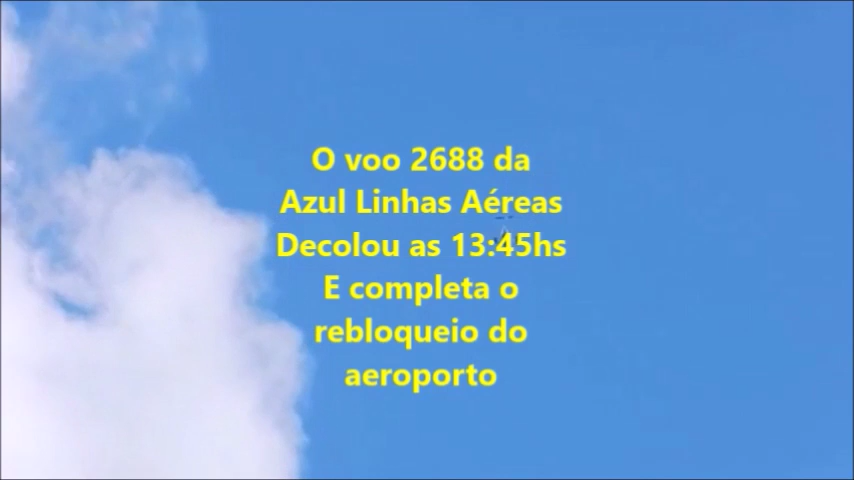 O voo 2688 da
Azul Linhas Aéreas
Decolou as 13:45hs
E completa o
rebloqueio do
aeroporto